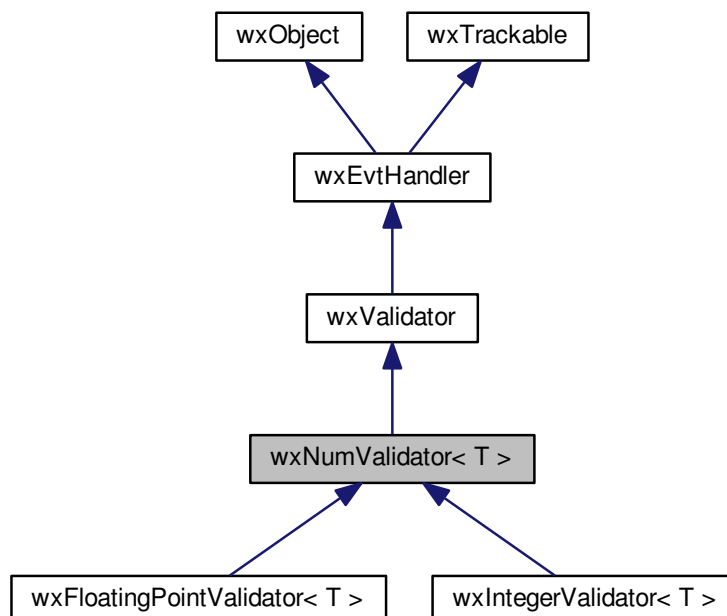 wxObject
wxTrackable
wxEvtHandler
wxValidator
wxNumValidator< T >
wxFloatingPointValidator< T >
wxIntegerValidator< T >